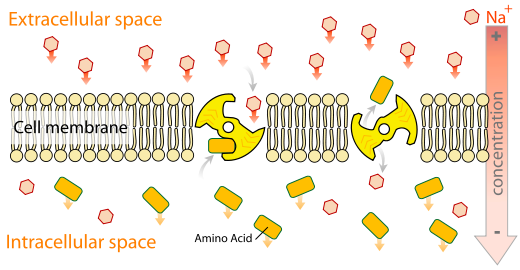 Extracellular space
Na+
+
Cell membrane
concentration
Amino Acid
Intracellular space
-